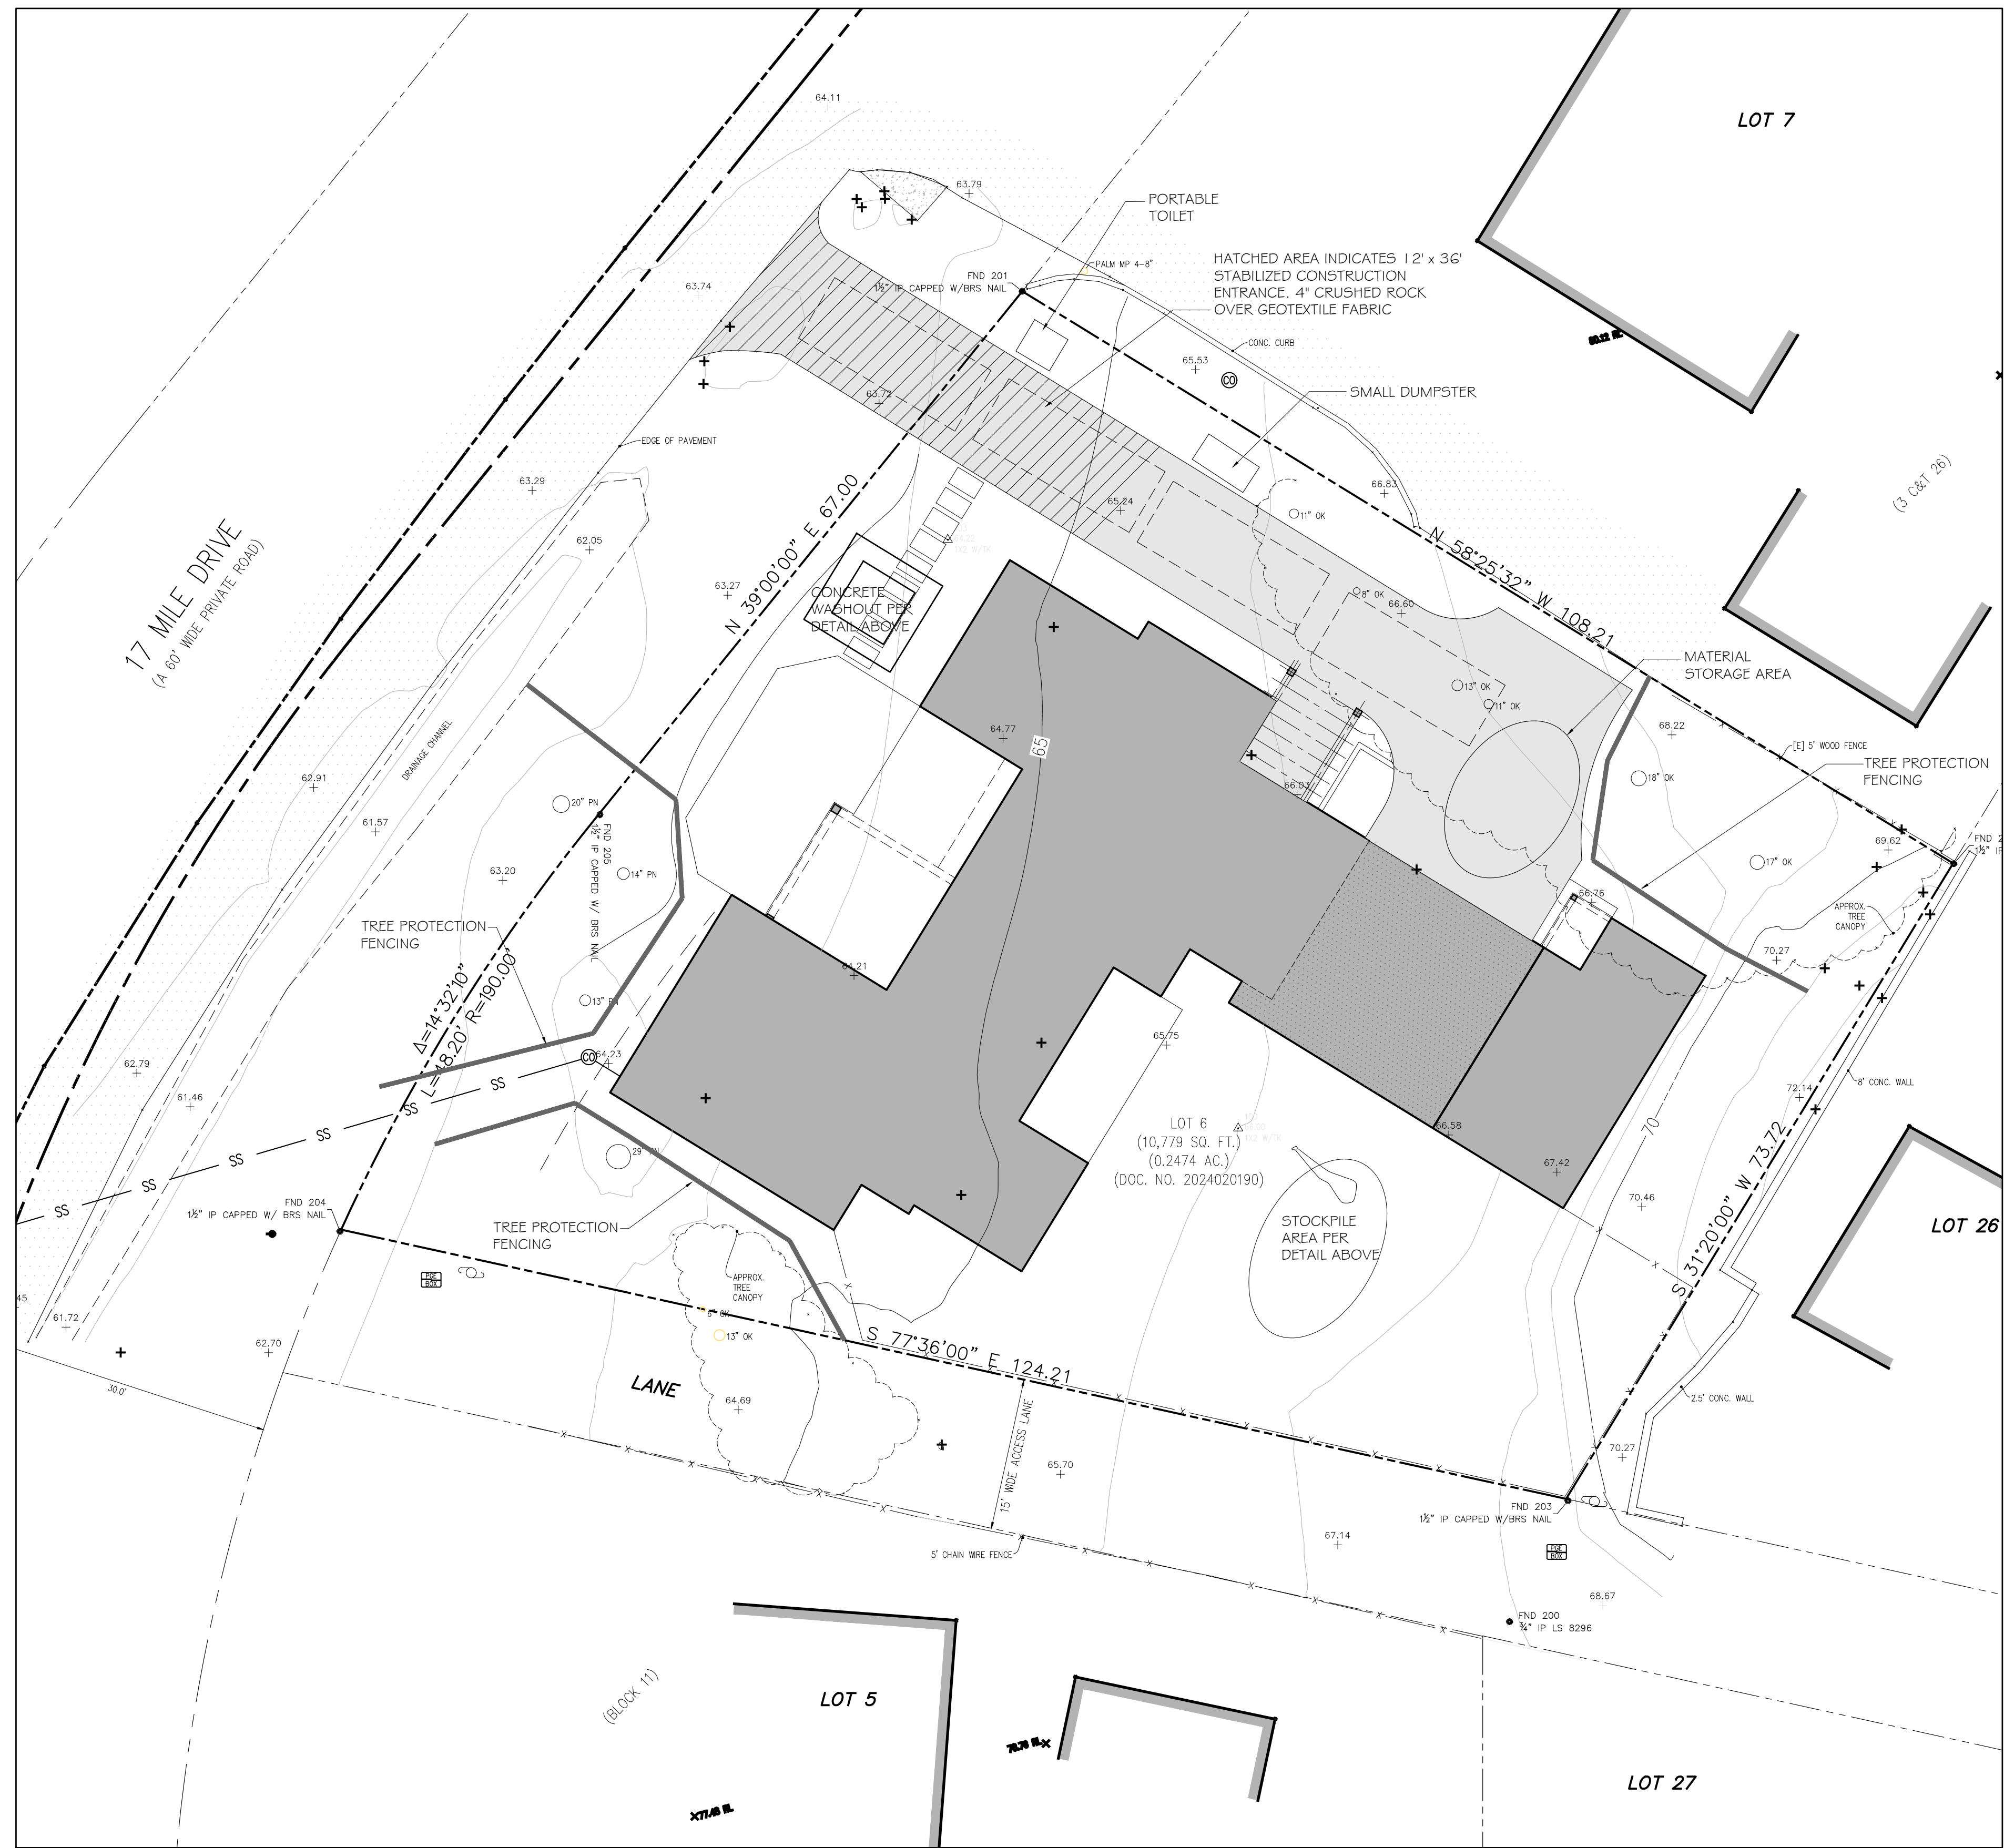 64.11
LOT 7
63.79
PORTABLE
TOILET
PALM MP 4-8"
HATCHED AREA INDICATES 12' x 36'
STABILIZED CONSTRUCTION
ENTRANCE. 4" CRUSHED ROCK
OVER GEOTEXTILE FABRIC
FND 201
1½" IP CAPPED W/BRS NAIL
63.74
CONC. CURB
65.53
CO
SMALL DUMPSTER
63.72
EDGE OF PAVEMENT
63.29
66.83
65.24
11" OK
(3 C&T 26)
17 MILE DRIVE
(A 60' WIDE PRIVATE ROAD)
62.05
N 39°00'00" E 67.00
N 58°25'32" W 108.21
63.27
CONCRETE
WASHOUT PER
DETAIL ABOVE
8" OK
66.60
MATERIAL
STORAGE AREA
13" OK
11" OK
68.22
[E] 5' WOOD FENCE
TREE PROTECTION
FENCING
18" OK
64.77
65
66.03
DRAINAGE CHANNEL
62.91
61.57
20" PN
FND 205
1½" IP CAPPED W/ BRS NAIL
14" PN
63.20
17" OK
69.62
66.76
APPROX.
TREE
CANOPY
70.27
TREE PROTECTION
FENCING
64.21
13" PN
Δ=14°32'10"
L=48.20' R=190.00'
CO
64.23
65.75
62.79
61.46
8' CONC. WALL
72.14
SS
SS
SS
SS
SS
SS
29" PN
LOT 6
(10,779 SQ. FT.)
(0.2474 AC.)
(DOC. NO. 2024020190)
66.58
67.42
70
70.46
S 31°20'00" W 73.72
LOT 26
FND 204
1½" IP CAPPED W/ BRS NAIL
TREE PROTECTION
FENCING
STOCKPILE
AREA PER
DETAIL ABOVE
PGE
BOX
APPROX.
TREE
CANOPY
45
61.72
62.70
6" OK
13" OK
S 77°36'00" E 124.21
30.0'
LANE
64.69
15' WIDE ACCESS LANE
2.5' CONC. WALL
65.70
70.27
FND 203
1½" IP CAPPED W/BRS NAIL
5' CHAIN WIRE FENCE
67.14
PGE
BOX
68.67
FND 200
¾" IP LS 8296
(BLOCK 11)
LOT 5
LOT 27